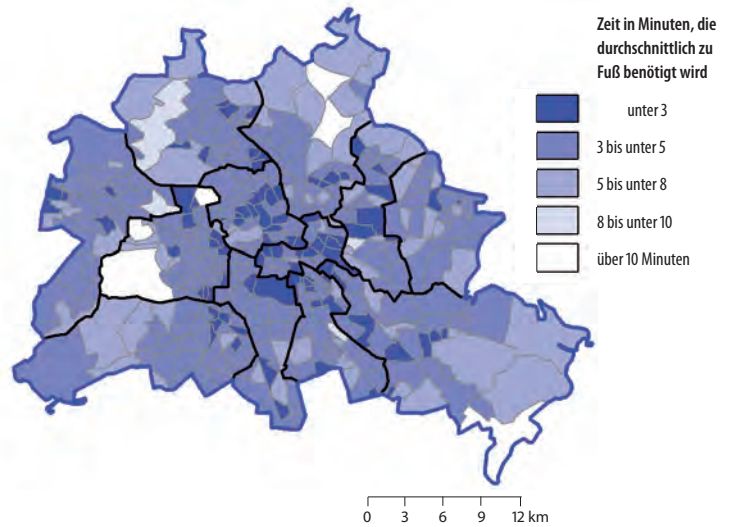 Zeit in Minuten, die
durchschnittlich zu
Fuß benötigt wird
unter 3
3 bis unter 5
5 bis unter 8
8 bis unter 10
über 10 Minuten
0 3 6 9 12 km